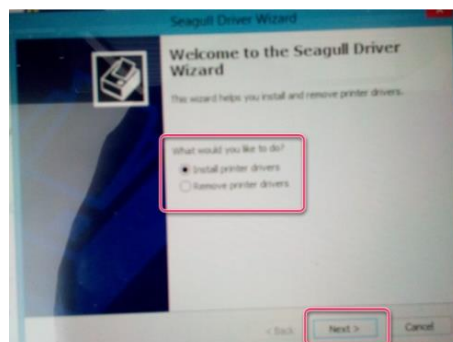 Seagull Driver Wizard
Welcome to the Seagull Driver
Wizard
This wizard helps you install and remove printer drivers.
What would you like to do?
Install printer drivers
Remove printer drivers
< Back
Next >
Cancel